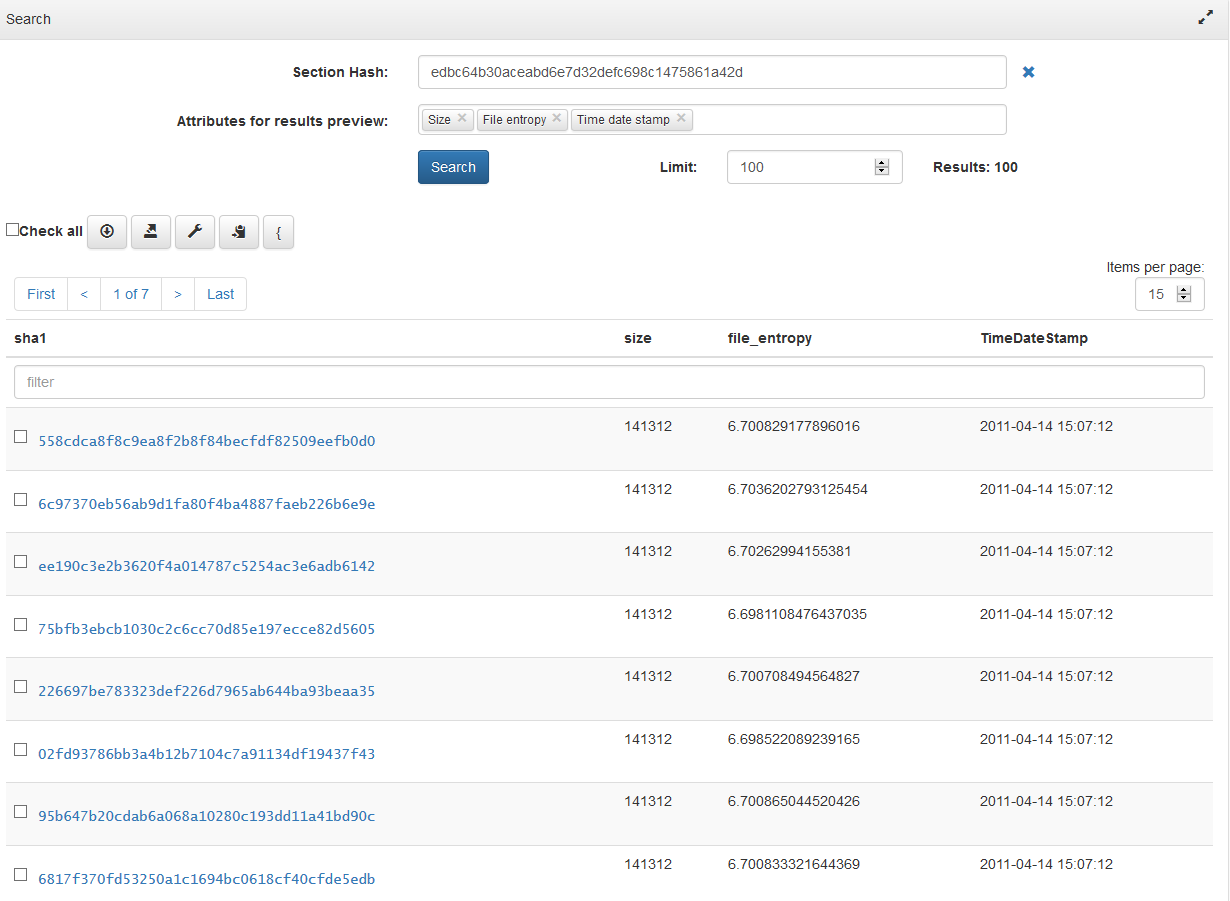 Search
Section Hash: edbc64b30aceabd6e7d32defc698c1475861a42d
Attributes for results preview: Size File entropy Time date stamp
Search Limit: 100 Results: 100
Check all {
Items per page:
First < 1 of 7 > Last 15
sha1 size file_entropy TimeDateStamp
filter
558cdca8f8c9ea8f2b8f84becfdf82509eefb0d0 141312 6.700829177896016 2011-04-14 15:07:12
6c97370eb56ab9d1fa80f4ba4887faeb226b6e9e 141312 6.7036202793125454 2011-04-14 15:07:12
ee190c3e2b3620f4a014787c5254ac3e6adb6142 141312 6.70262994155381 2011-04-14 15:07:12
75bfb3ebcb1030c2c6cc70d85e197ecce82d5605 141312 6.6981108476437035 2011-04-14 15:07:12
226697be783323def226d7965ab644ba93beaa35 141312 6.700708494564827 2011-04-14 15:07:12
02fd93786bb3a4b12b7104c7a91134df19437f43 141312 6.698522089239165 2011-04-14 15:07:12
95b647b20cdab6a068a10280c193dd11a41bd90c 141312 6.700865044520426 2011-04-14 15:07:12
6817f370fd53250a1c1694bc0618cf40cfde5edb 141312 6.700833321644369 2011-04-14 15:07:12